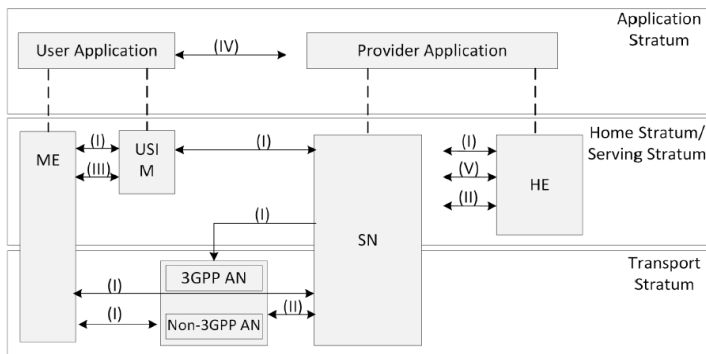 Application
Stratum
User Application
(IV)
Provider Application
Home Stratum/
Serving Stratum
ME
(I)
(III)
USI
M
(I)
(I)
(V)
(II)
HE
(I)
SN
Transport
Stratum
3GPP AN
(I)
(I)
Non-3GPP AN
(II)